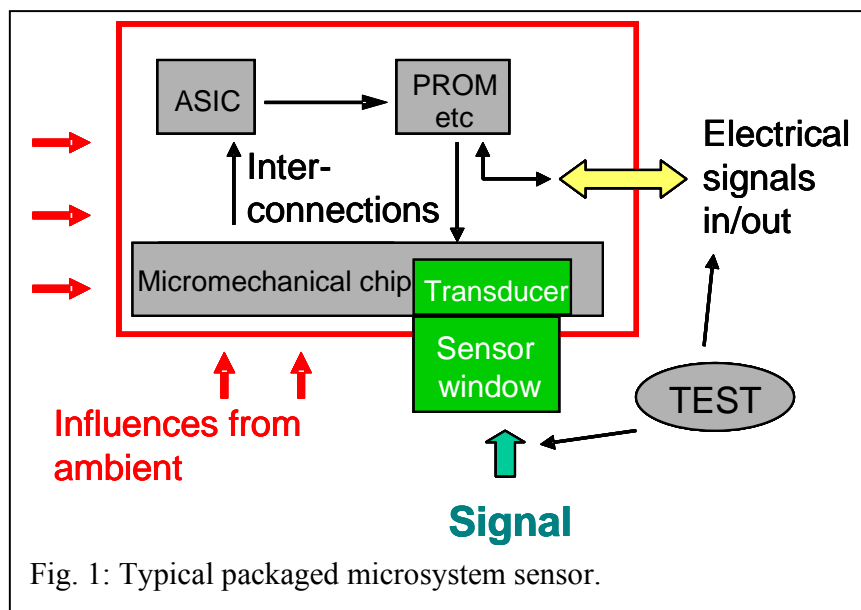 ASIC
PROM
etc
Electrical
signals
in/out
Inter-
connections
Micromechanical chip
Transducer
Sensor
window
TEST
Influences from
ambient
Signal
Fig. 1: Typical packaged microsystem sensor.